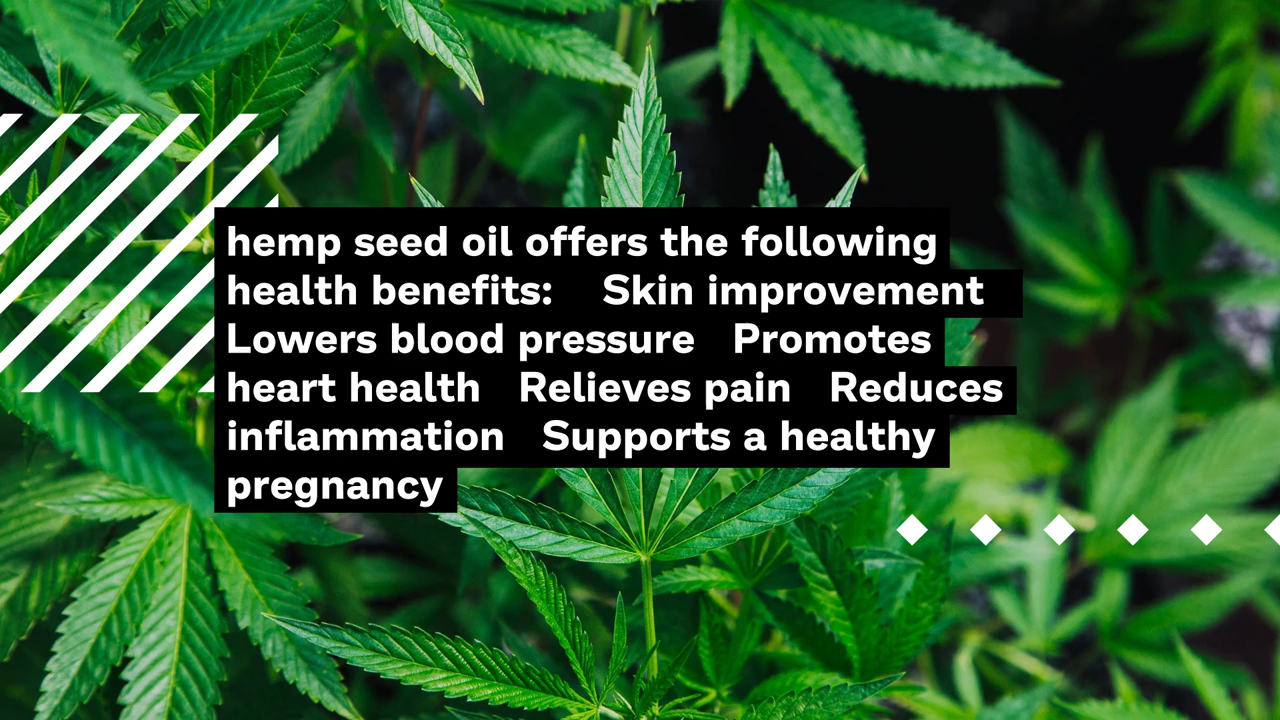 hemp seed oil offers the following
health benefits: Skin improvement
Lowers blood pressure Promotes
heart health Relieves pain Reduces
inflammation Supports a healthy
pregnancy